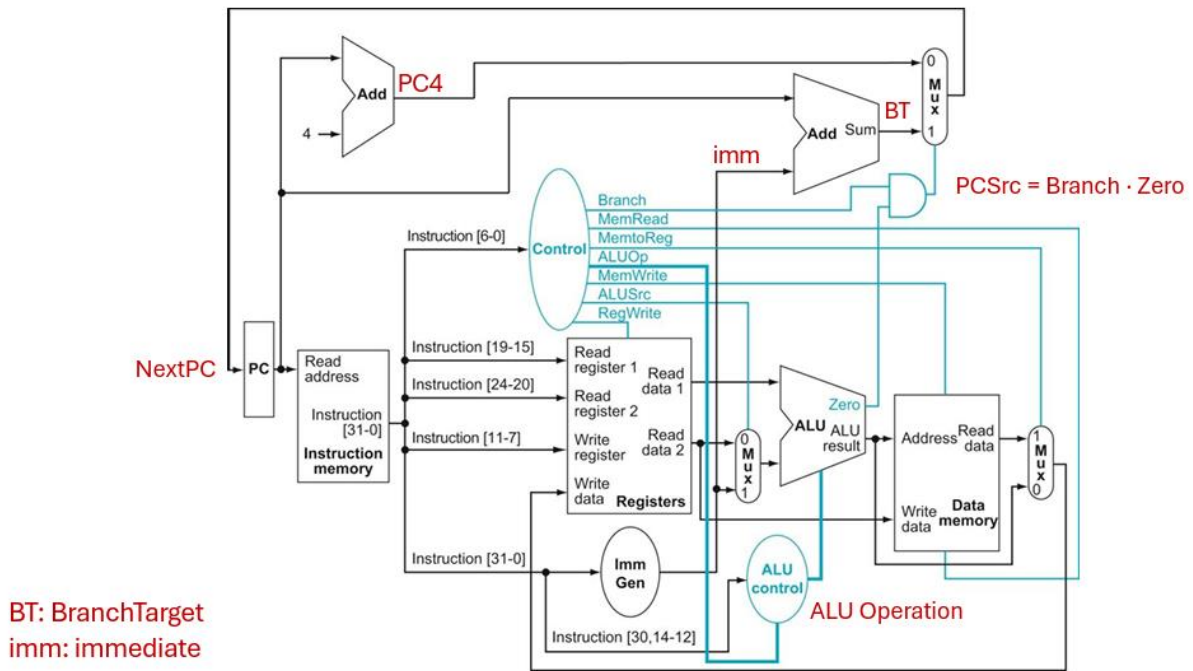 PC4
Add
4
0
Mux
1
BT
Add Sum
imm
PCSrc = Branch · Zero
Branch
MemRead
MemtoReg
ALUOp
MemWrite
ALUSrc
RegWrite
Control
Instruction [6-0]
NextPC
PC
Read
address
Instruction
[31-0]
Instruction
memory
Instruction [19-15]
Instruction [24-20]
Instruction [11-7]
Read
register 1
Read
data 1
Read
register 2
Write
register
Read
data 2
Write
data
Registers
0
Mux
1
Zero
ALU
ALU
result
Address
Read
data
Write
data
Data
memory
1
Mux
0
Instruction [31-0]
Imm
Gen
ALU
control
ALU Operation
Instruction [30,14-12]
BT: BranchTarget
imm: immediate